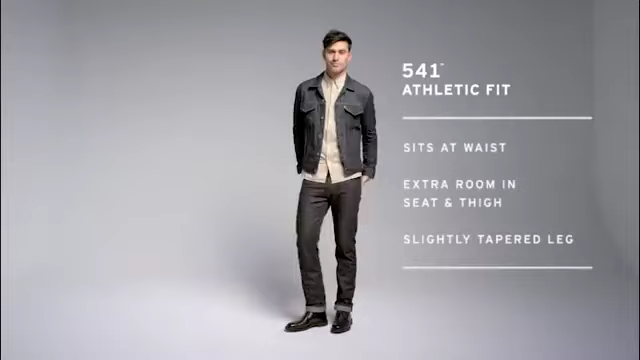 541™
ATHLETIC FIT
SITS AT WAIST
EXTRA ROOM IN
SEAT & THIGH
SLIGHTLY TAPERED LEG